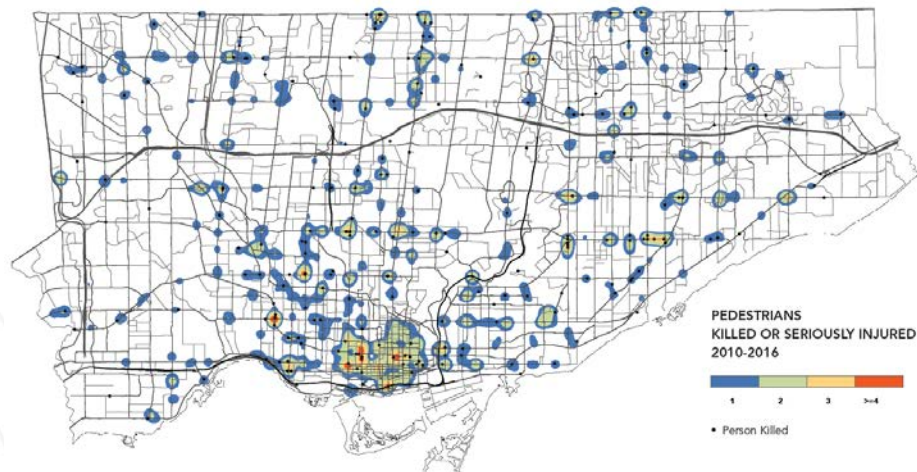 PEDESTRIANS
KILLED OR SERIOUSLY INJURED
2010-2016
1 2 3 >=4
• Person Killed